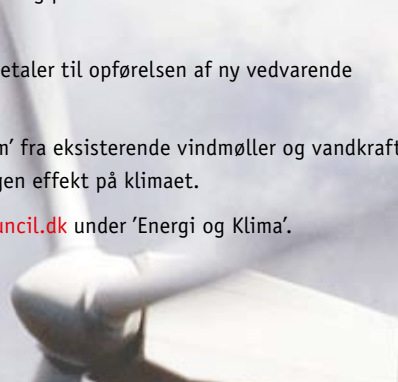 etaler til opførelsen af ny vedvarende
m’ fra eksisterende vindmøller og vandkraft
gen effekt på klimaet.
uncil.dk under ’Energi og Klima’.